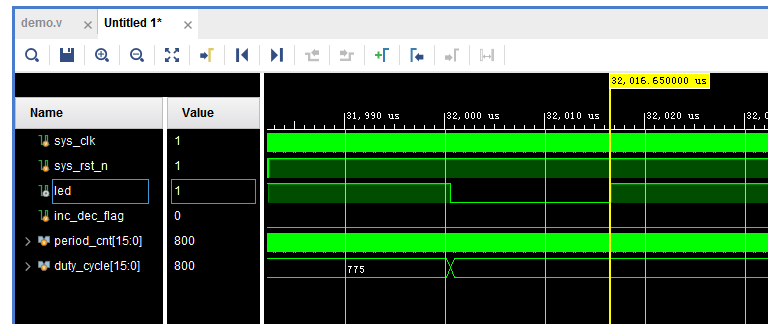 demo.v
Untitled 1*
32,016.650000 us
Name
Value
31,990 us
32,000 us
32,010 us
32,020 us
sys_clk
1
sys_rst_n
1
led
1
inc_dec_flag
0
period_cnt[15:0]
800
duty_cycle[15:0]
800
775